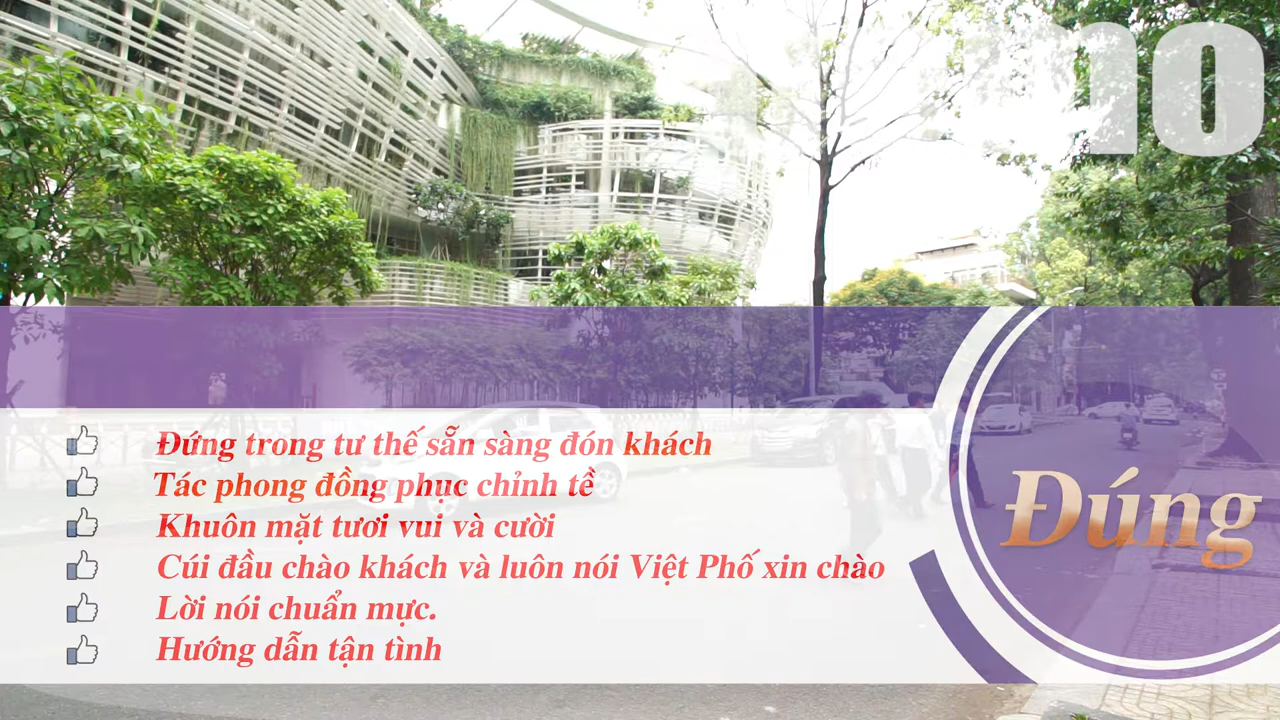 no
Đứng trong tư thế sẵn sàng đón khách
Tác phong đồng phục chỉnh tề
Khuôn mặt tươi vui và cười
Cúi đầu chào khách và luôn nói Việt Phố xin chào
Lời nói chuẩn mực.
Hướng dẫn tận tình
Đúng